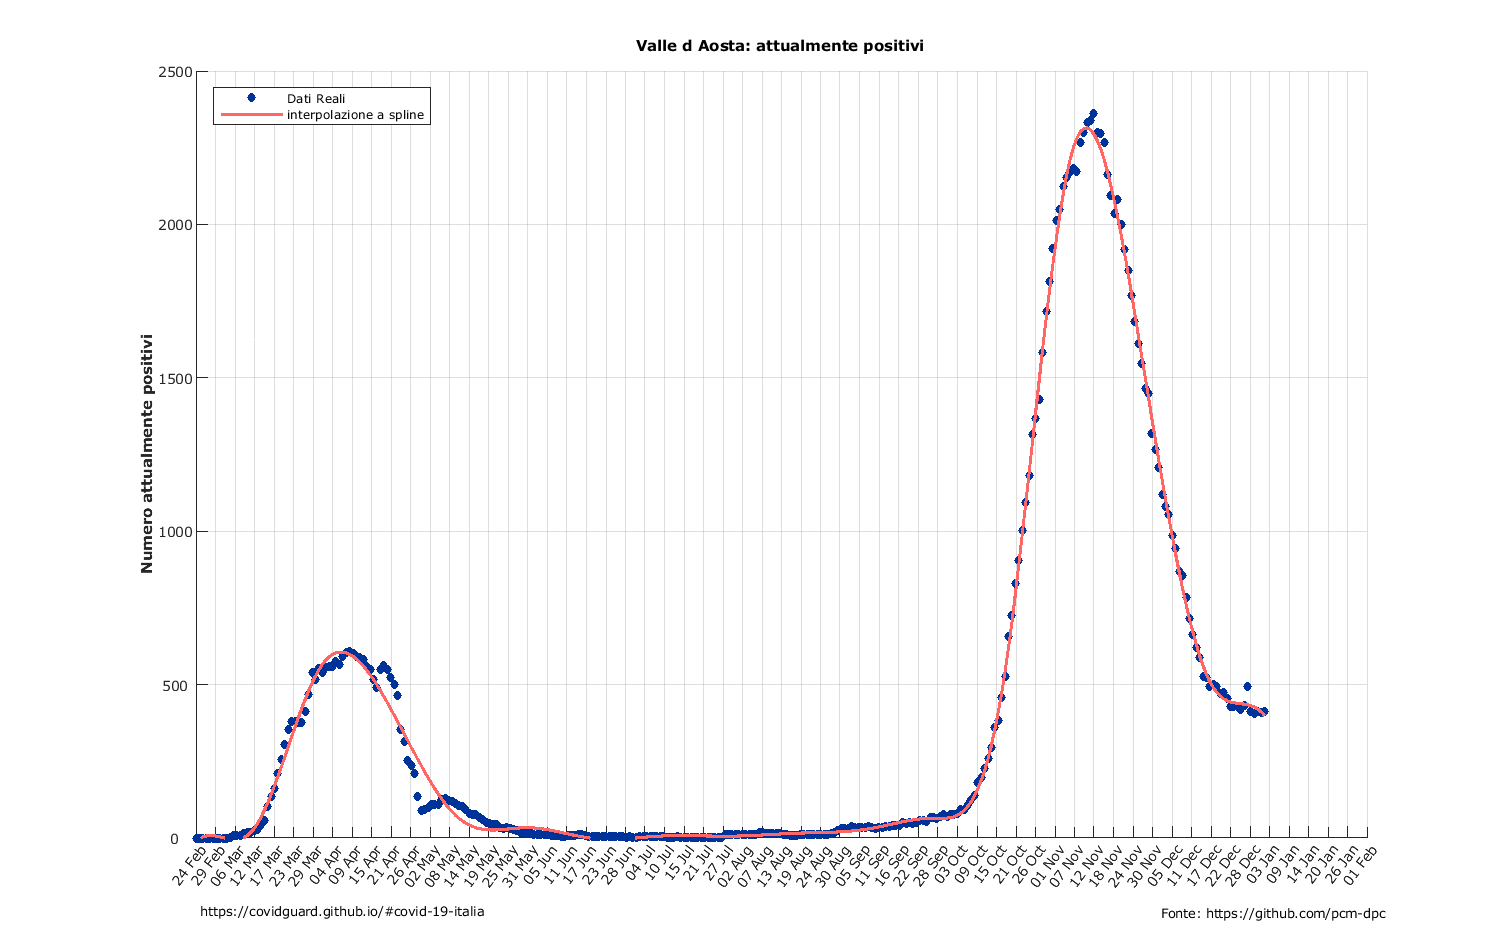 Valle d Aosta: attualmente positivi
2500
Dati Reali
interpolazione a spline
2000
1500
1000
500
0
Numero attualmente positivi
24 Feb
29 Feb
06 Mar
12 Mar
17 Mar
23 Mar
29 Mar
04 Apr
09 Apr
15 Apr
21 Apr
26 Apr
02 May
08 May
14 May
19 May
25 May
31 May
05 Jun
11 Jun
17 Jun
23 Jun
28 Jun
04 Jul
10 Jul
15 Jul
21 Jul
27 Jul
02 Aug
07 Aug
13 Aug
19 Aug
24 Aug
30 Aug
05 Sep
11 Sep
16 Sep
22 Sep
28 Sep
03 Oct
09 Oct
15 Oct
21 Oct
26 Oct
01 Nov
07 Nov
12 Nov
18 Nov
24 Nov
30 Nov
05 Dec
11 Dec
17 Dec
22 Dec
28 Dec
03 Jan
09 Jan
14 Jan
20 Jan
26 Jan
01 Feb
https://covidguard.github.io/#covid-19-italia
Fonte: https://github.com/pcm-dpc